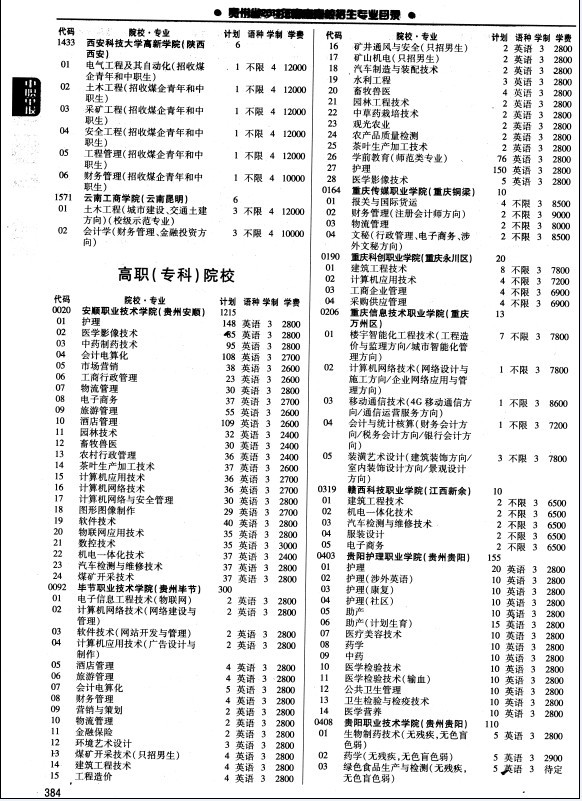 中职单报
代码 院校·专业 计划 语种 学制 学费
1433 西安科技大学高新学院(陕西 6
西安)
01 电气工程及其自动化(招收煤 1 不限 4 12000
企青年和中职生)
02 土木工程(招收煤企青年和中 1 不限 4 12000
职生)
03 采矿工程(招收煤企青年和中 1 不限 4 12000
职生)
04 安全工程(招收煤企青年和中 1 不限 4 12000
职生)
05 工程管理(招收煤企青年和中 1 不限 4 12000
职生)
06 财务管理(招收煤企青年和中 1 不限 4 10000
职生)
1571 云南工商学院(云南昆明) 6
01 土木工程(城市建设、交通土建 3 不限 4 12000
方向)(校级示范专业)
02 会计学(财务管理、金融投资方 3 不限 4 10000
向)
高职(专科)院校
代码 院校·专业 计划 语种 学制 学费
0020 安顺职业技术学院(贵州安顺) 1215
01 护理 148 英语 3 2800
02 医学影像技术 85 英语 3 2800
03 中药制药技术 95 英语 3 2800
04 会计电算化 108 英语 3 2700
05 市场营销 38 英语 3 2600
06 工商行政管理 23 英语 3 2600
07 物流管理 30 英语 3 2800
08 电子商务 37 英语 3 2700
09 旅游管理 55 英语 3 2600
10 酒店管理 109 英语 3 2600
11 园林技术 32 英语 3 2400
12 畜牧兽医 30 英语 3 2400
13 农村行政管理 36 英语 3 2400
14 茶叶生产加工技术 37 英语 3 2600
15 计算机应用技术 36 英语 3 2600
16 计算机网络技术 36 英语 3 2700
17 计算机网络与安全管理 30 英语 3 2800
18 图形图像制作 29 英语 3 2700
19 软件技术 40 英语 3 2800
20 物联网应用技术 35 英语 3 2800
21 数控技术 35 英语 3 3000
22 机电一体化技术 37 英语 3 2400
23 汽车检测与维修技术 37 英语 3 2800
24 煤矿开采技术 37 英语 3 2800
0092 毕节职业技术学院(贵州毕节) 300
01 电子信息工程技术(物联网) 2 英语 3 2800
02 计算机网络技术(网络建设与 2 英语 3 2800
管理)
03 软件技术(网站开发与管理) 2 英语 3 2800
04 计算机应用技术(广告设计与 2 英语 3 2800
制作)
05 酒店管理 4 英语 3 2800
06 旅游管理 4 英语 3 2800
07 会计电算化 5 英语 3 2800
08 财务管理 4 英语 3 2800
09 营销与策划 2 英语 3 2800
10 物流管理 2 英语 3 2800
11 金融保险 2 英语 3 2800
12 环境艺术设计 3 英语 3 2800
13 煤矿开采技术(只招男生) 4 英语 3 2800
14 建筑工程技术 4 英语 3 2800
15 工程造价 4 英语 3 2800
384
代码 院校·专业 计划 语种 学制 学费
16 矿井通风与安全(只招男生) 2 英语 3 2800
17 矿山机电(只招男生) 2 英语 3 2800
18 汽车制造与装配技术 2 英语 3 2800
19 水利工程 3 英语 3 2800
20 畜牧兽医 4 英语 3 2800
21 园林工程技术 2 英语 3 2800
22 中草药栽培技术 2 英语 3 2800
23 观光农业 2 英语 3 2800
24 农产品质量检测 2 英语 3 2800
25 茶叶生产加工技术 2 英语 3 2800
26 学前教育(师范类专业) 76 英语 3 2800
27 护理 150 英语 3 2800
28 医学影像技术 5 英语 3 2800
0164 重庆传媒职业学院(重庆铜梁) 10
01 报关与国际货运 4 不限 3 8500
02 财务管理(注册会计师方向) 2 不限 3 9000
03 物流管理 2 不限 3 8000
04 文秘(行政管理、电子商务、涉 2 不限 3 8500
外文秘方向)
0190 重庆科创职业学院(重庆永川区) 20
01 建筑工程技术 8 不限 3 7800
02 计算机应用技术 4 不限 3 7200
03 工商企业管理 4 不限 3 6900
04 采购供应管理 4 不限 3 6900
0206 重庆信息技术职业学院(重庆 13
万州区)
01 楼宇智能化工程技术(工程造 7 不限 3 7800
价与监理方向/城市智能化管
理方向)
02 计算机网络技术(网络设计与 1 不限 3 7800
施工方向/企业网络应用与管
理方向)
03 移动通信技术(4G移动通信方 1 不限 3 8600
向/通信运营服务方向)
04 会计与统计核算(财务会计方 1 不限 3 7200
向/税务会计方向/银行会计方
向)
05 装潢艺术设计(建筑装饰方向/ 3 不限 3 7800
室内装饰设计方向/景观设计
方向)
0319 赣西科技职业学院(江西新余) 10
01 建筑工程技术 2 不限 3 6500
02 机电一体化技术 2 不限 3 6500
03 汽车检测与维修技术 2 不限 3 6500
04 服装设计 2 不限 3 6500
05 电子商务 2 不限 3 6500
0403 贵阳护理职业学院(贵州贵阳) 155
01 护理 20 英语 3 2800
02 护理(涉外英语) 10 英语 3 2800
03 护理(康复) 10 英语 3 2800
04 护理(社区) 10 英语 3 2800
05 助产 10 英语 3 2800
06 助产(计划生育) 15 英语 3 2800
07 医疗美容技术 10 英语 3 2800
08 药学 10 英语 3 2800
09 中药 10 英语 3 2800
10 医学检验技术 10 英语 3 2800
11 医学检验技术(输血) 10 英语 3 2800
12 公共卫生管理 10 英语 3 2800
13 卫生检验与检疫技术 10 英语 3 2800
14 医学营养 10 英语 3 2800
0408 贵阳职业技术学院(贵州贵阳) 110
01 生物制药技术(无残疾,无色盲 5 英语 3 2800
色弱)
02 药学(无残疾,无色盲色弱) 5 英语 3 2900
03 绿色食品生产与检测(无残疾, 5 英语 3 待定
无色盲色弱)